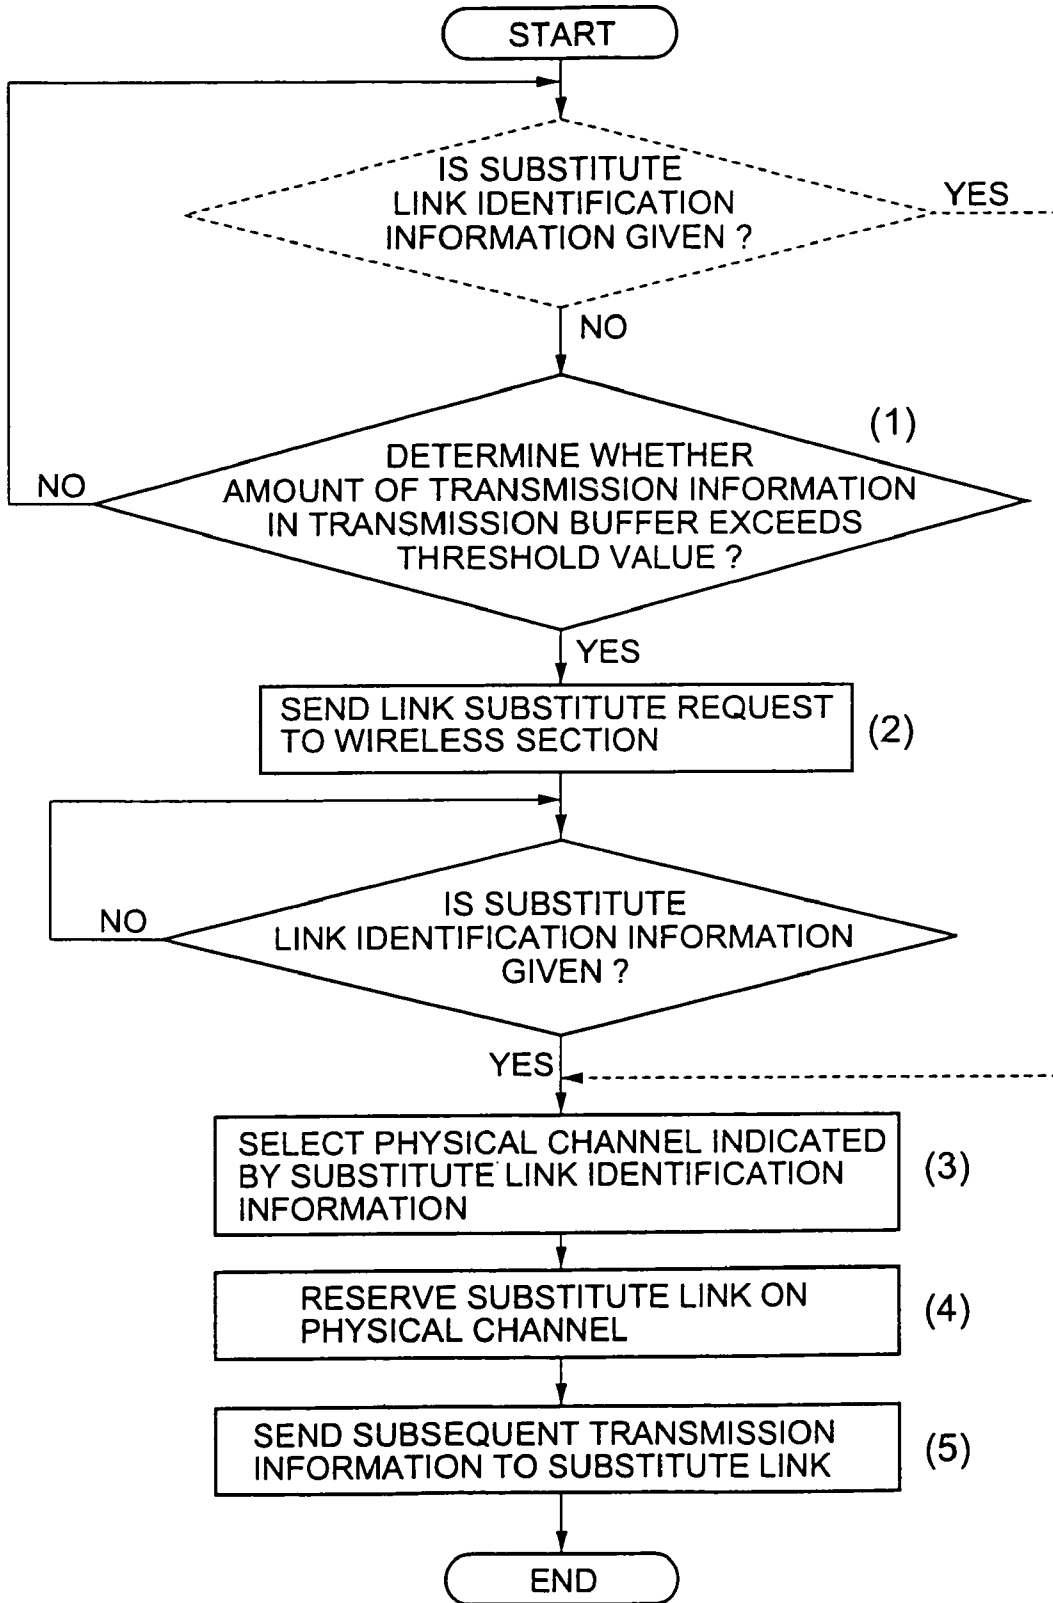 START
IS SUBSTITUTE
LINK IDENTIFICATION
INFORMATION GIVEN ?
YES
NO
(1)
DETERMINE WHETHER
AMOUNT OF TRANSMISSION INFORMATION
IN TRANSMISSION BUFFER EXCEEDS
THRESHOLD VALUE ?
NO
YES
SEND LINK SUBSTITUTE REQUEST
TO WIRELESS SECTION
(2)
IS SUBSTITUTE
LINK IDENTIFICATION INFORMATION
GIVEN ?
NO
YES
SELECT PHYSICAL CHANNEL INDICATED
BY SUBSTITUTE LINK IDENTIFICATION
INFORMATION
(3)
RESERVE SUBSTITUTE LINK ON
PHYSICAL CHANNEL
(4)
SEND SUBSEQUENT TRANSMISSION
INFORMATION TO SUBSTITUTE LINK
(5)
END